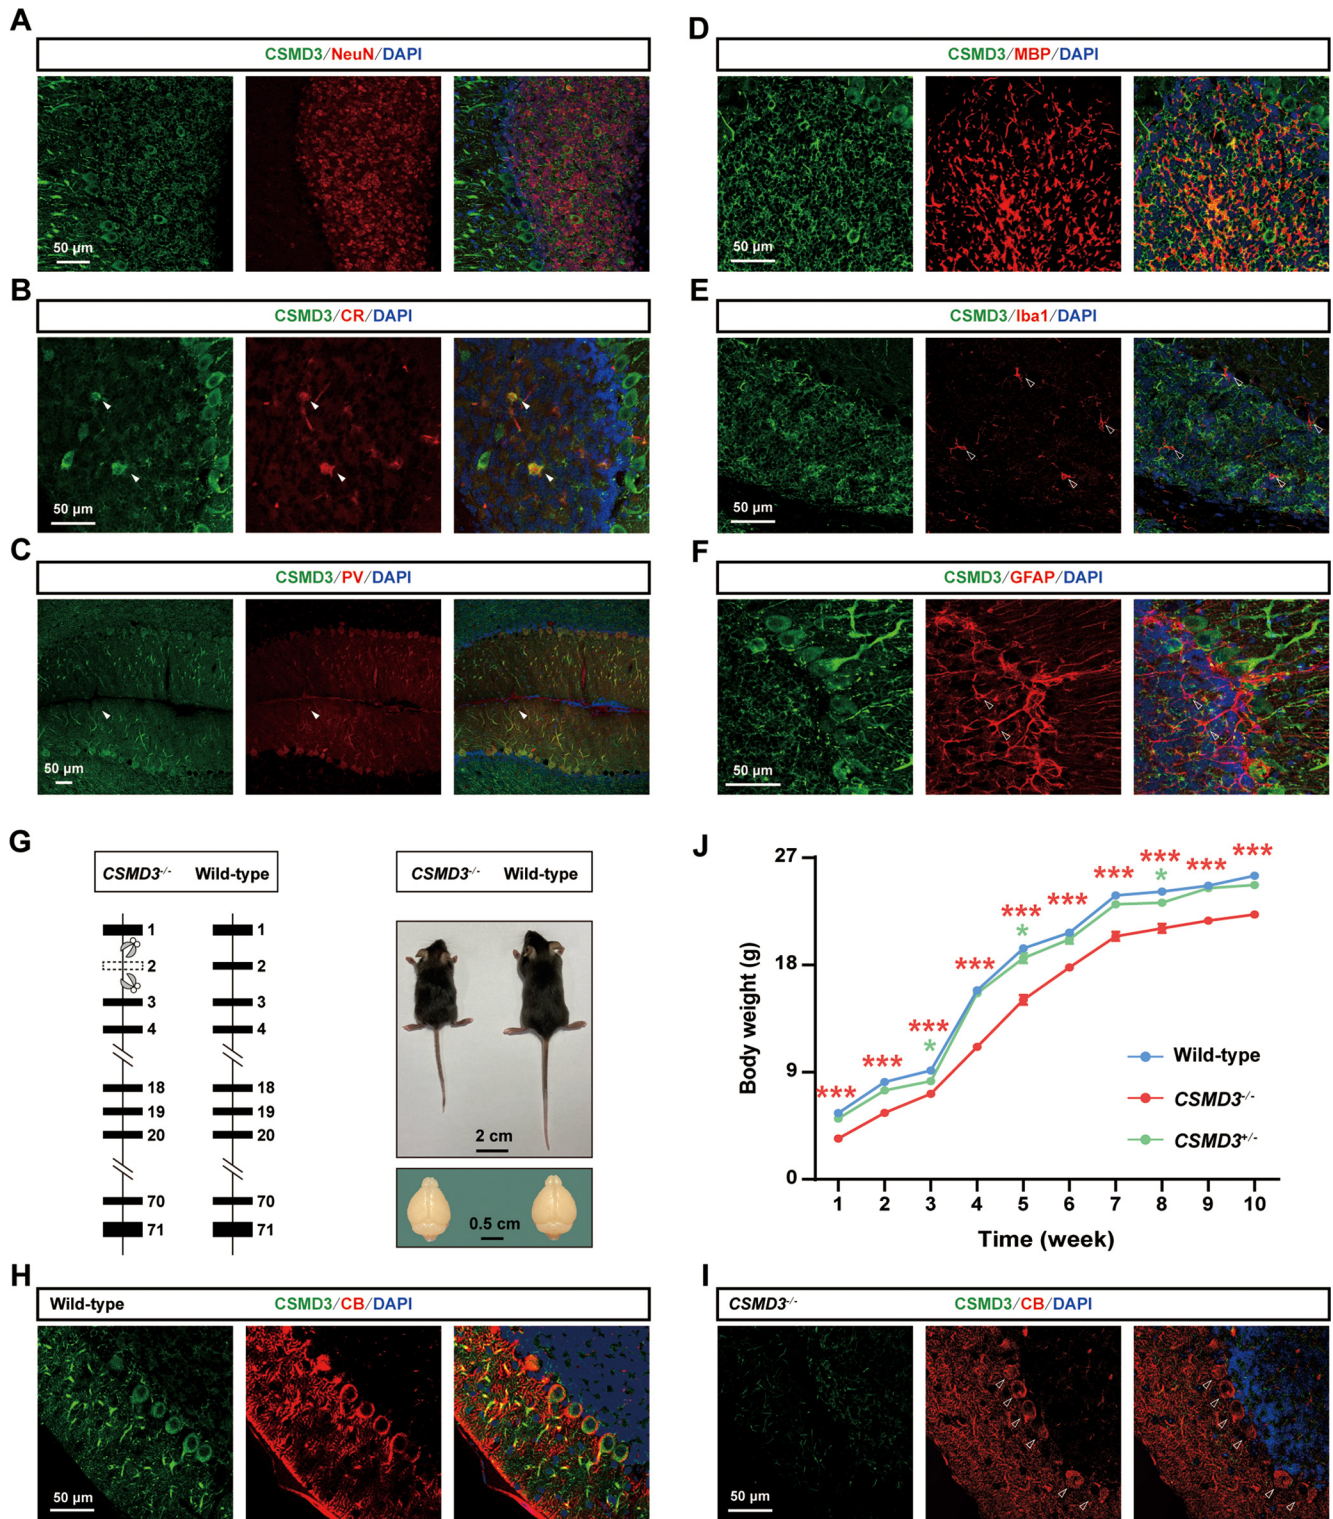 A
CSMD3/NeuN/DAPI
50 μm
B
CSMD3/CR/DAPI
50 μm
C
CSMD3/PV/DAPI
50 μm
D
CSMD3/MBP/DAPI
50 μm
E
CSMD3/Iba1/DAPI
50 μm
F
CSMD3/GFAP/DAPI
50 μm
G
CSMD3-/- Wild-type
1 1
2 2
3 3
4 4
18 18
19 19
20 20
70 70
71 71
CSMD3-/- Wild-type
2 cm
0.5 cm
J
Body weight (g)
27
18
9
0
***
***
***
*
***
***
*
***
***
***
*
***
***
Wild-type
CSMD3-/-
CSMD3+/-
1 2 3 4 5 6 7 8 9 10
Time (week)
H
Wild-type CSMD3/CB/DAPI
50 μm
I
CSMD3-/- CSMD3/CB/DAPI
50 μm